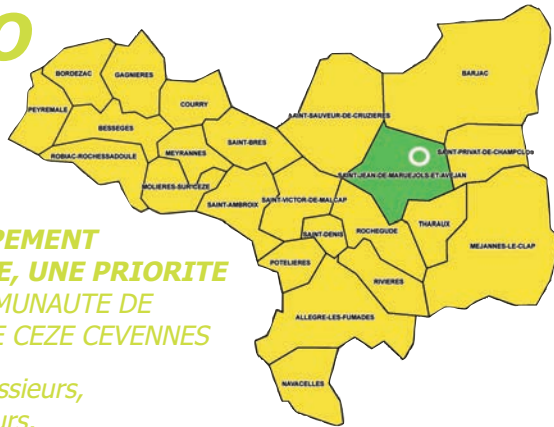 O
BORDEZAC
GAGNIERES
BARJAC
PEYREMALE
COURRY
SAINT-SAUVEUR-DE-CRUZIERES
BESSEGES
SAINT-BRES
MEYRANNES
SAINT-PRIVAT-DE-CHAMPCLOS
ROBIAC-ROCHESSADOULE
SAINT-JEAN-DE-MARUEJOLS-ET-AVEJAN
MOLIERES-SUR-CEZE
SAINT-AMBROIX
SAINT-VICTOR-DE-MALCAP
THARAUX
SAINT-DENIS
ROCHEGUDE
MEJANNES-LE-CLAP
POTELIERES
RIVIERES
ALLEGRE-LES-FUMADES
NAVACELLES
PEMENT
E, UNE PRIORITE
MUNAUTE DE
E CEZE CEVENNES
ssieurs,
urs,